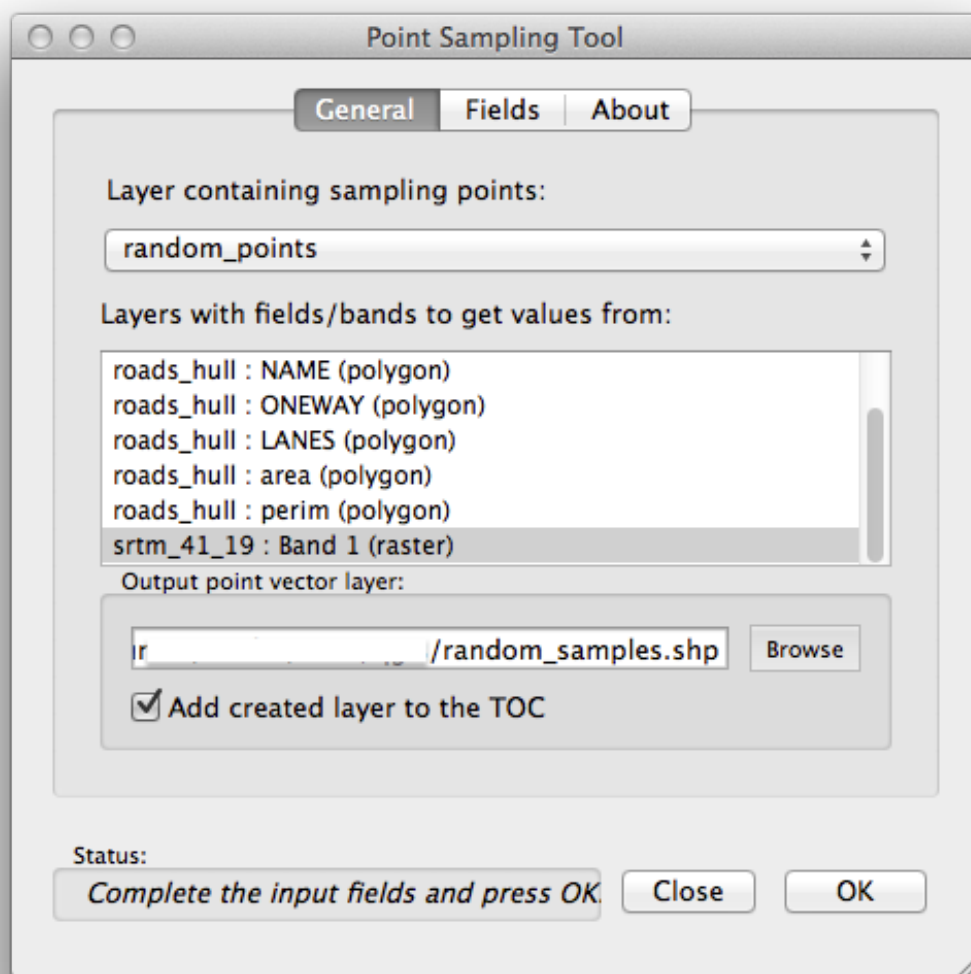 Point Sampling Tool
General Fields About
Layer containing sampling points:
random_points
Layers with fields/bands to get values from:
roads_hull : NAME (polygon)
roads_hull : ONEWAY (polygon)
roads_hull : LANES (polygon)
roads_hull : area (polygon)
roads_hull : perim (polygon)
srtm_41_19 : Band 1 (raster)
Output point vector layer:
/random_samples.shp Browse
Add created layer to the TOC
Status:
Complete the input fields and press OK. Close OK